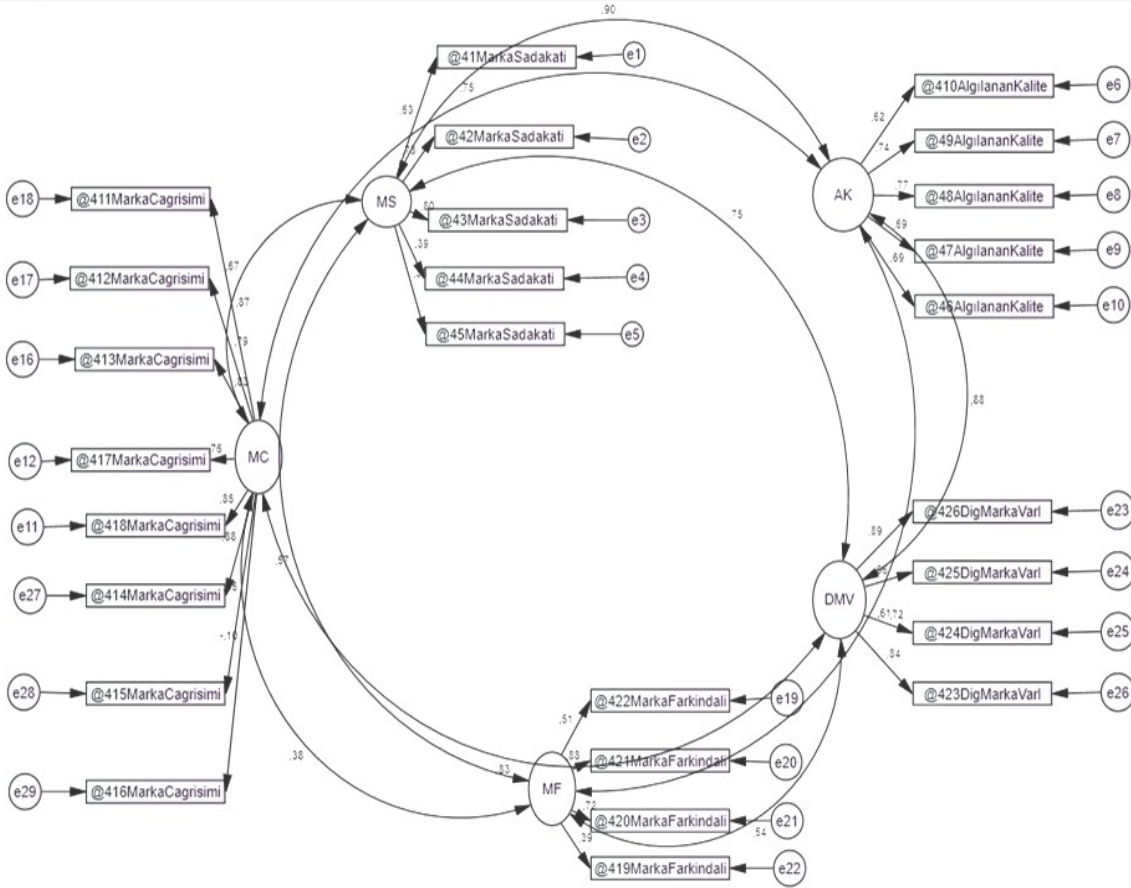 .90
@41MarkaSadakati
e1
.75
.63
@42MarkaSadakati
e2
MS
.80
@43MarkaSadakati
e3
.39
@44MarkaSadakati
e4
@45MarkaSadakati
e5
@410AlgılananKalite
e6
.62
@49AlgılananKalite
e7
.74
AK
.77
@48AlgılananKalite
e8
.69
@47AlgılananKalite
e9
.69
@46AlgılananKalite
e10
.75
.88
e18
@411MarkaCagrisimi
.67
e17
@412MarkaCagrisimi
.87
.79
e16
@413MarkaCagrisimi
.83
e12
@417MarkaCagrisimi
.75
MC
e11
@418MarkaCagrisimi
.85
.88
e27
@414MarkaCagrisimi
.57
-.10
e28
@415MarkaCagrisimi
e29
@416MarkaCagrisimi
.38
@426DigMarkaVarl
e23
.89
@425DigMarkaVarl
e24
DMV
.61
.72
@424DigMarkaVarl
e25
.84
@423DigMarkaVarl
e26
@422MarkaFarkindali
e19
.51
.83
.88
@421MarkaFarkindali
e20
MF
.72
@420MarkaFarkindali
e21
.54
.39
@419MarkaFarkindali
e22